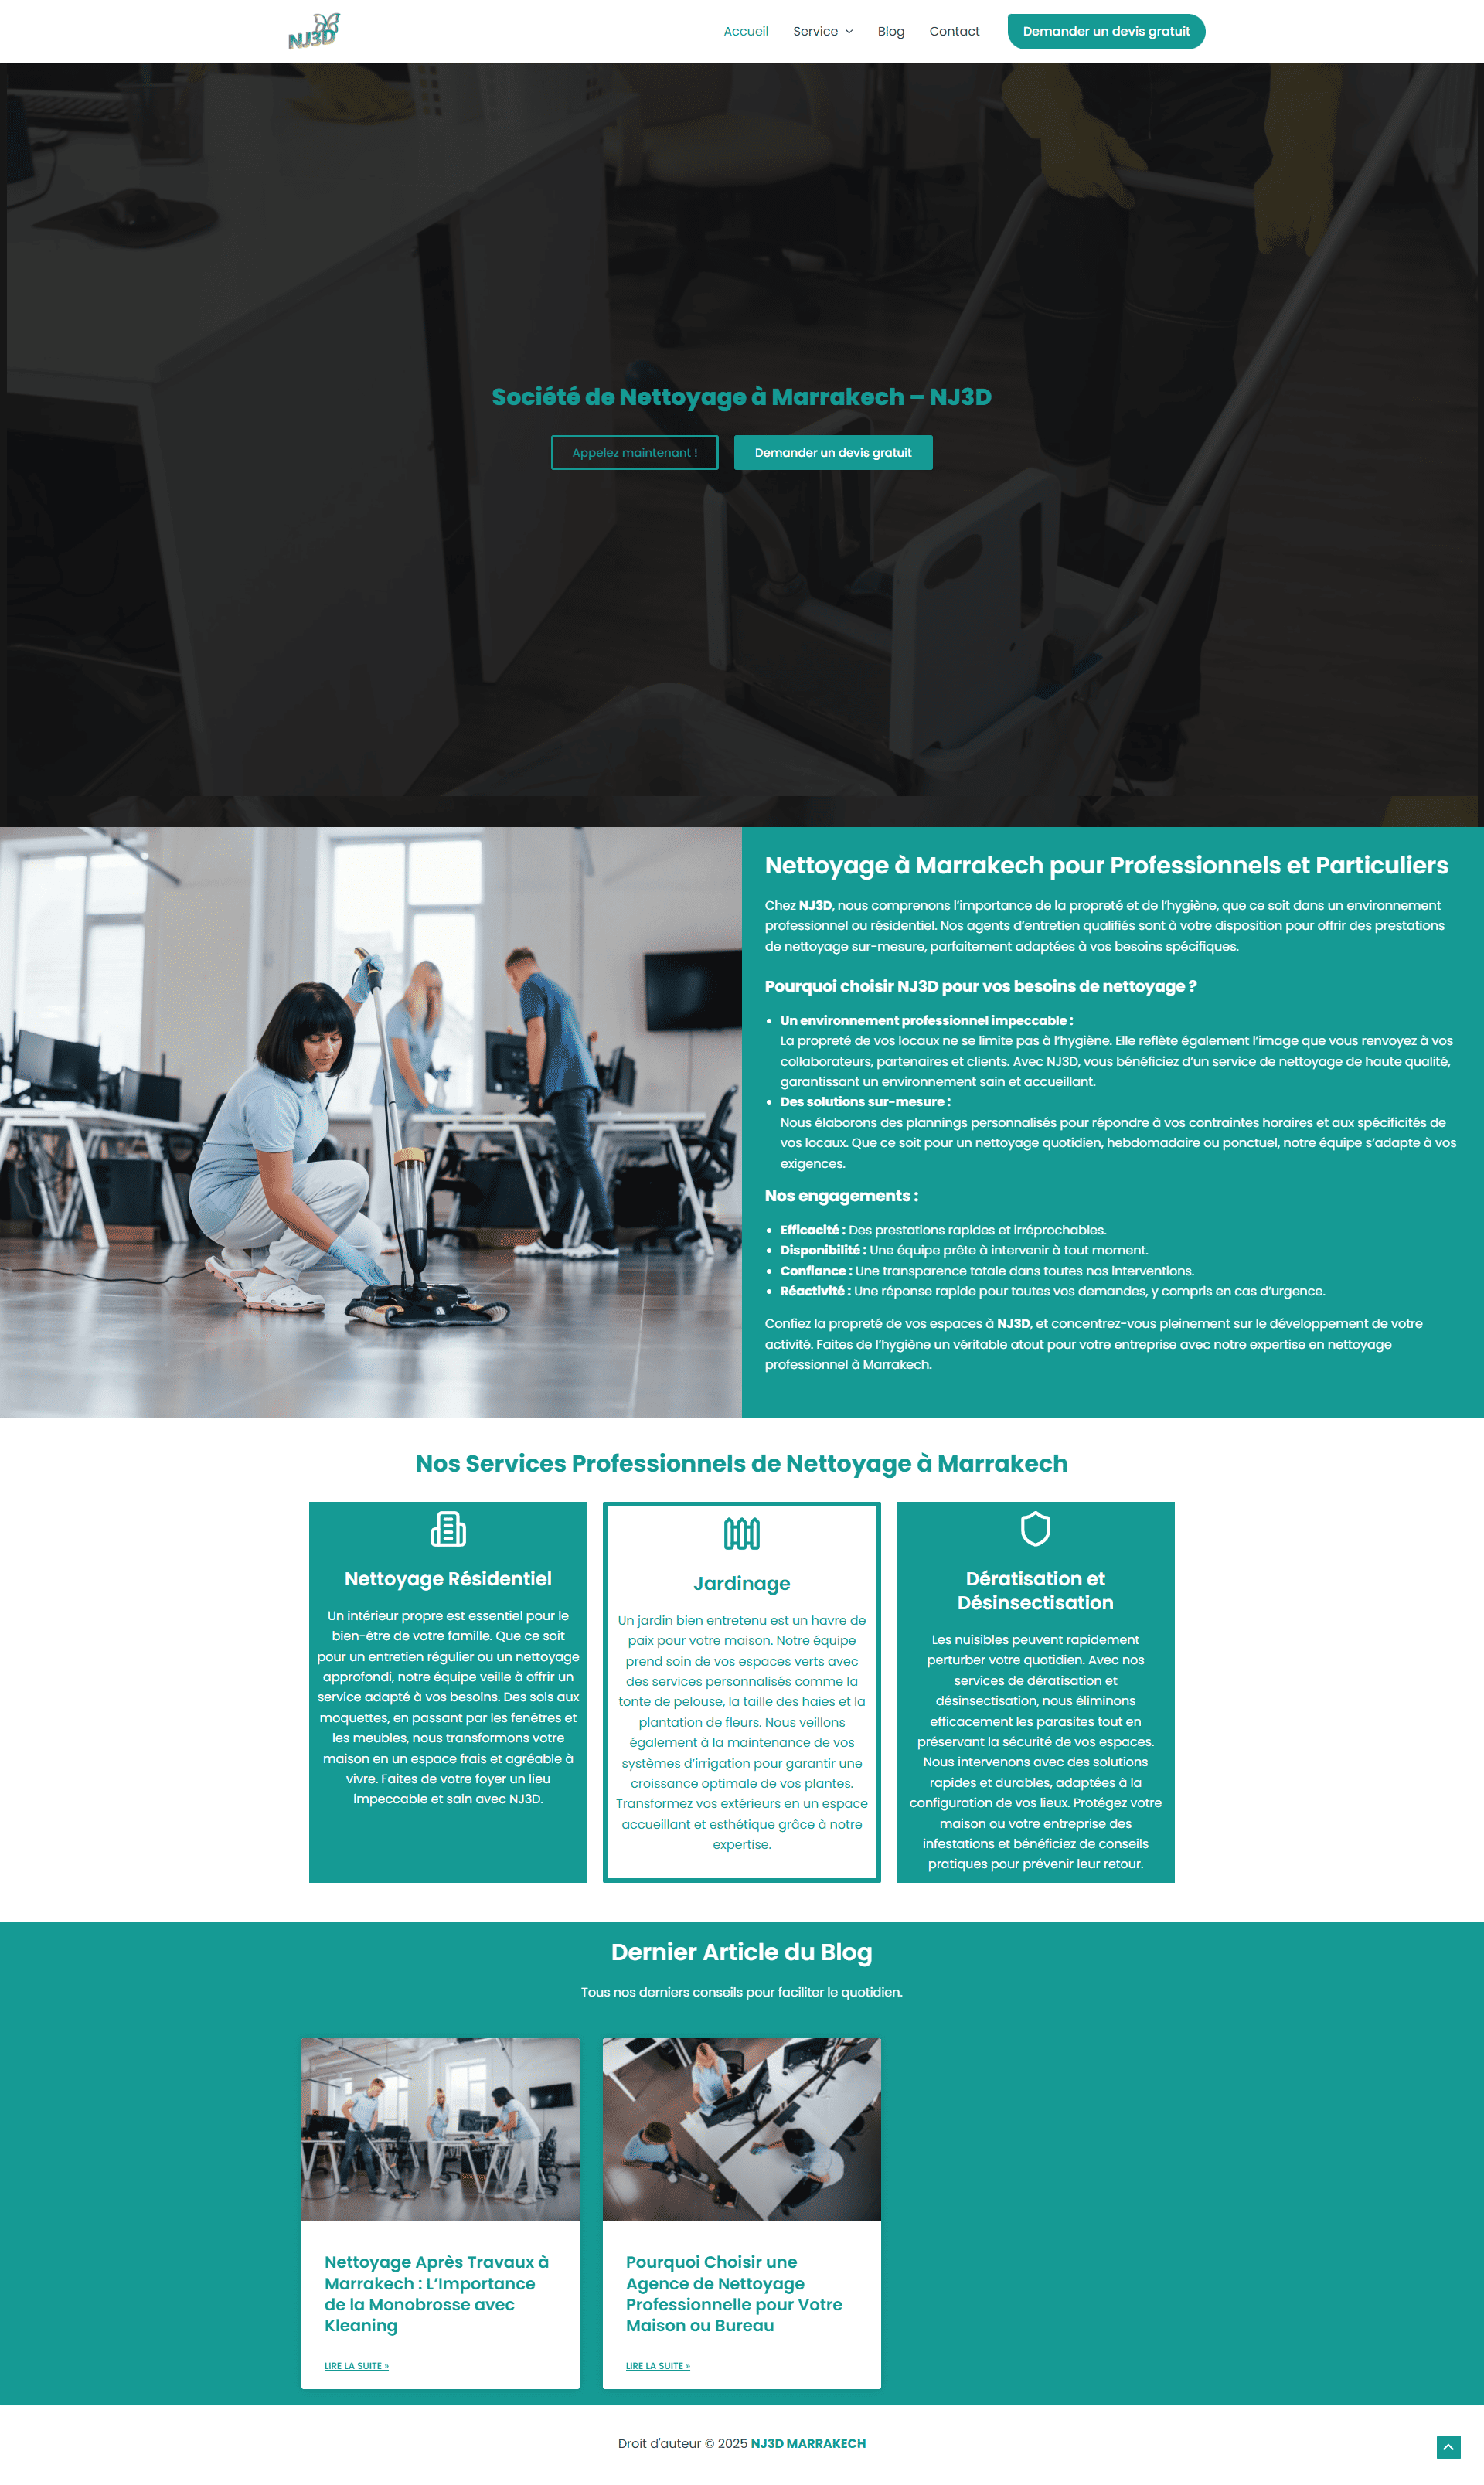 NJ3D
Accueil
Service
Blog
Contact
Demander un devis gratuit
Société de Nettoyage à Marrakech – NJ3D
Appelez maintenant !
Demander un devis gratuit
Nettoyage à Marrakech pour Professionnels et Particuliers
Chez NJ3D, nous comprenons l’importance de la propreté et de l’hygiène, que ce soit dans un environnement
professionnel ou résidentiel. Nos agents d’entretien qualifiés sont à votre disposition pour offrir des prestations
de nettoyage sur-mesure, parfaitement adaptées à vos besoins spécifiques.
Pourquoi choisir NJ3D pour vos besoins de nettoyage ?
• Un environnement professionnel impeccable :
La propreté de vos locaux ne se limite pas à l’hygiène. Elle reflète également l’image que vous renvoyez à vos
collaborateurs, partenaires et clients. Avec NJ3D, vous bénéficiez d’un service de nettoyage de haute qualité,
garantissant un environnement sain et accueillant.
• Des solutions sur-mesure :
Nous élaborons des plannings personnalisés pour répondre à vos contraintes horaires et aux spécificités de
vos locaux. Que ce soit pour un nettoyage quotidien, hebdomadaire ou ponctuel, notre équipe s’adapte à vos
exigences.
Nos engagements :
• Efficacité : Des prestations rapides et irréprochables.
• Disponibilité : Une équipe prête à intervenir à tout moment.
• Confiance : Une transparence totale dans toutes nos interventions.
• Réactivité : Une réponse rapide pour toutes vos demandes, y compris en cas d’urgence.
Confiez la propreté de vos espaces à NJ3D, et concentrez-vous pleinement sur le développement de votre
activité. Faites de l’hygiène un véritable atout pour votre entreprise avec notre expertise en nettoyage
professionnel à Marrakech.
Nos Services Professionnels de Nettoyage à Marrakech
Nettoyage Résidentiel
Un intérieur propre est essentiel pour le
bien-être de votre famille. Que ce soit
pour un entretien régulier ou un nettoyage
approfondi, notre équipe veille à offrir un
service adapté à vos besoins. Des sols aux
moquettes, en passant par les fenêtres et
les meubles, nous transformons votre
maison en un espace frais et agréable à
vivre. Faites de votre foyer un lieu
impeccable et sain avec NJ3D.
Jardinage
Un jardin bien entretenu est un havre de
paix pour votre maison. Notre équipe
prend soin de vos espaces verts avec
des services personnalisés comme la
tonte de pelouse, la taille des haies et la
plantation de fleurs. Nous veillons
également à la maintenance de vos
systèmes d’irrigation pour garantir une
croissance optimale de vos plantes.
Transformez vos extérieurs en un espace
accueillant et esthétique grâce à notre
expertise.
Dératisation et
Désinsectisation
Les nuisibles peuvent rapidement
perturber votre quotidien. Avec nos
services de dératisation et
désinsectisation, nous éliminons
efficacement les parasites tout en
préservant la sécurité de vos espaces.
Nous intervenons avec des solutions
rapides et durables, adaptées à la
configuration de vos lieux. Protégez votre
maison ou votre entreprise des
infestations et bénéficiez de conseils
pratiques pour prévenir leur retour.
Dernier Article du Blog
Tous nos derniers conseils pour faciliter le quotidien.
Nettoyage Après Travaux à
Marrakech : L’Importance
de la Monobrosse avec
Kleaning
LIRE LA SUITE »
Pourquoi Choisir une
Agence de Nettoyage
Professionnelle pour Votre
Maison ou Bureau
LIRE LA SUITE »
Droit d'auteur © 2025 NJ3D MARRAKECH